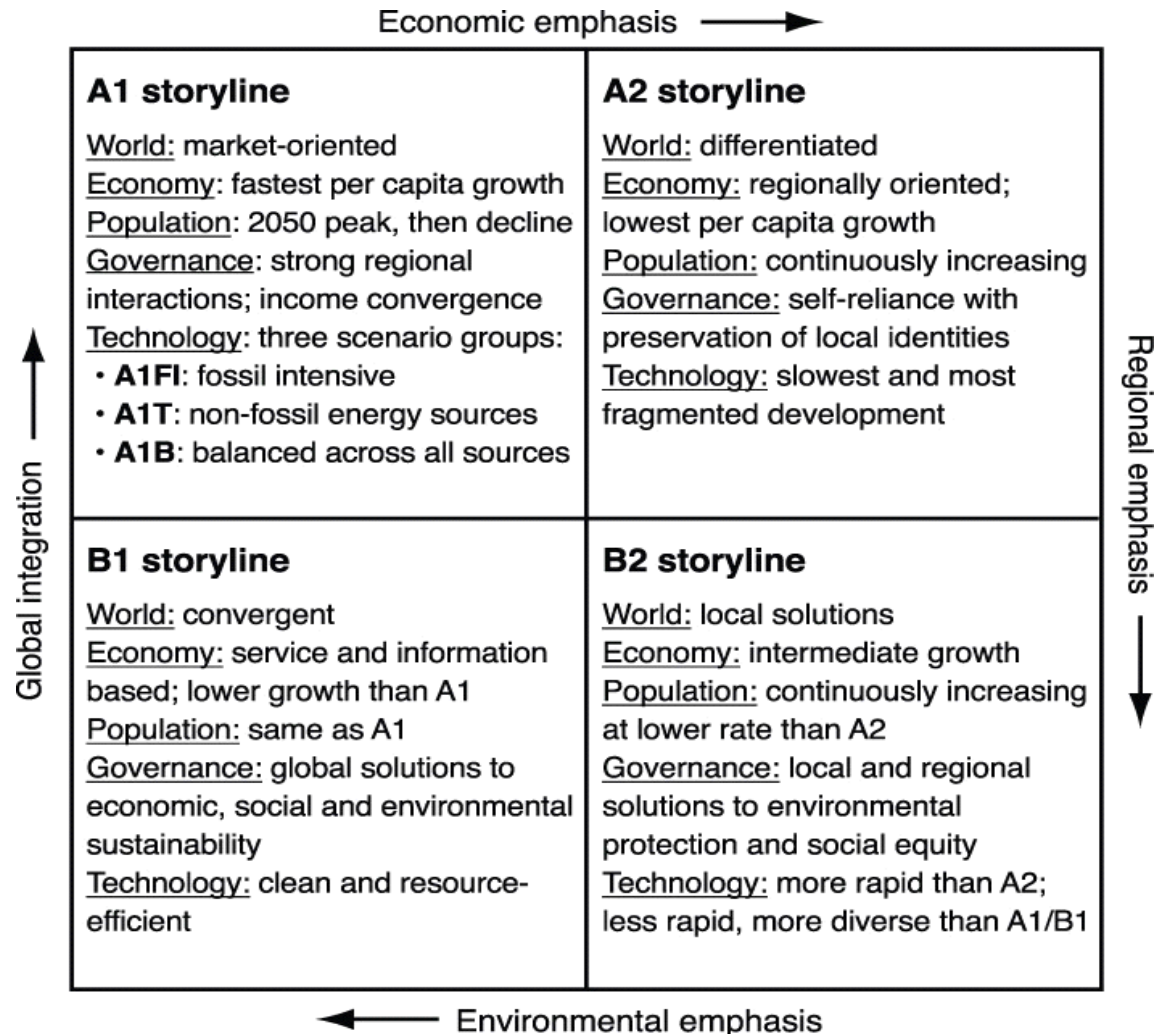 Economic emphasis
A1 storyline
World: market-oriented
Economy: fastest per capita growth
Population: 2050 peak, then decline
Governance: strong regional
interactions; income convergence
Technology: three scenario groups:
• A1FI: fossil intensive
• A1T: non-fossil energy sources
• A1B: balanced across all sources
A2 storyline
World: differentiated
Economy: regionally oriented;
lowest per capita growth
Population: continuously increasing
Governance: self-reliance with
preservation of local identities
Technology: slowest and most
fragmented development
Global integration
Regional emphasis
B1 storyline
World: convergent
Economy: service and information
based; lower growth than A1
Population: same as A1
Governance: global solutions to
economic, social and environmental
sustainability
Technology: clean and resource-
efficient
B2 storyline
World: local solutions
Economy: intermediate growth
Population: continuously increasing
at lower rate than A2
Governance: local and regional
solutions to environmental
protection and social equity
Technology: more rapid than A2;
less rapid, more diverse than A1/B1
Environmental emphasis